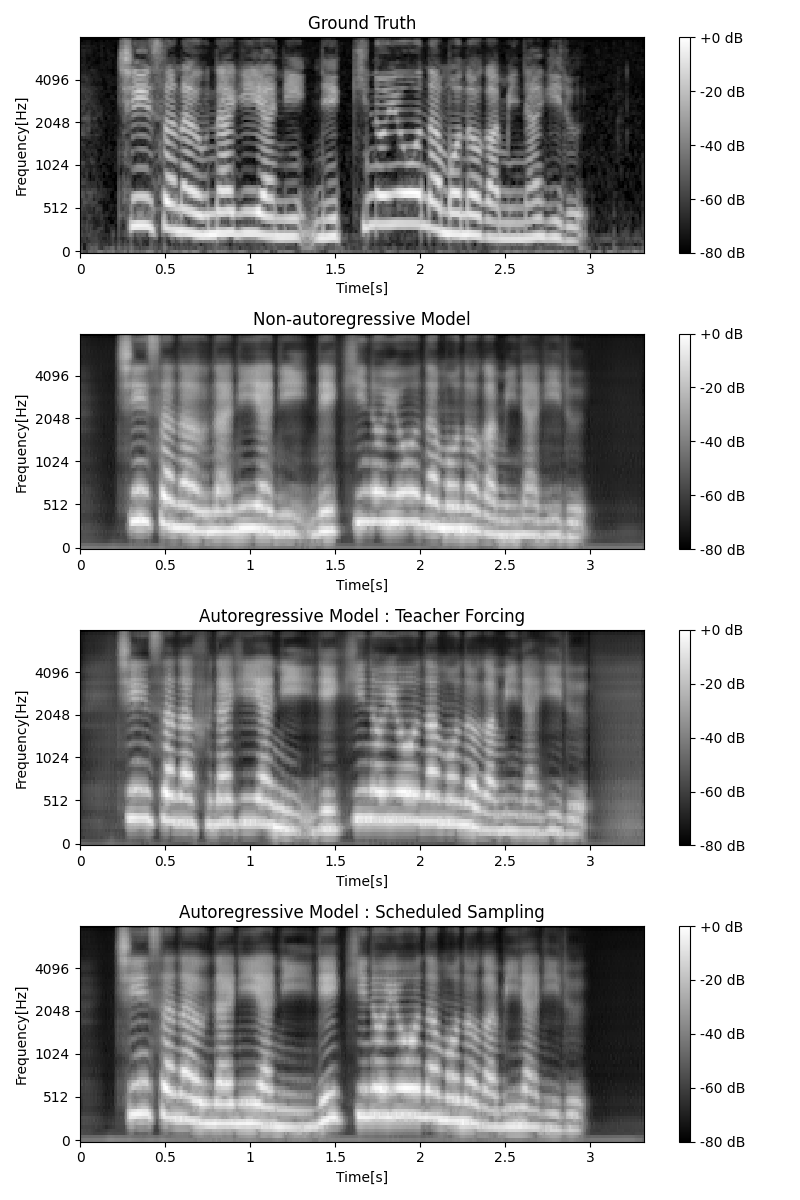 Ground Truth
Frequency[Hz]
4096
2048
1024
512
0
0 0.5 1 1.5 2 2.5 3
Time[s]
+0 dB
-20 dB
-40 dB
-60 dB
-80 dB
Non-autoregressive Model
Frequency[Hz]
4096
2048
1024
512
0
0 0.5 1 1.5 2 2.5 3
Time[s]
+0 dB
-20 dB
-40 dB
-60 dB
-80 dB
Autoregressive Model : Teacher Forcing
Frequency[Hz]
4096
2048
1024
512
0
0 0.5 1 1.5 2 2.5 3
Time[s]
+0 dB
-20 dB
-40 dB
-60 dB
-80 dB
Autoregressive Model : Scheduled Sampling
Frequency[Hz]
4096
2048
1024
512
0
0 0.5 1 1.5 2 2.5 3
Time[s]
+0 dB
-20 dB
-40 dB
-60 dB
-80 dB